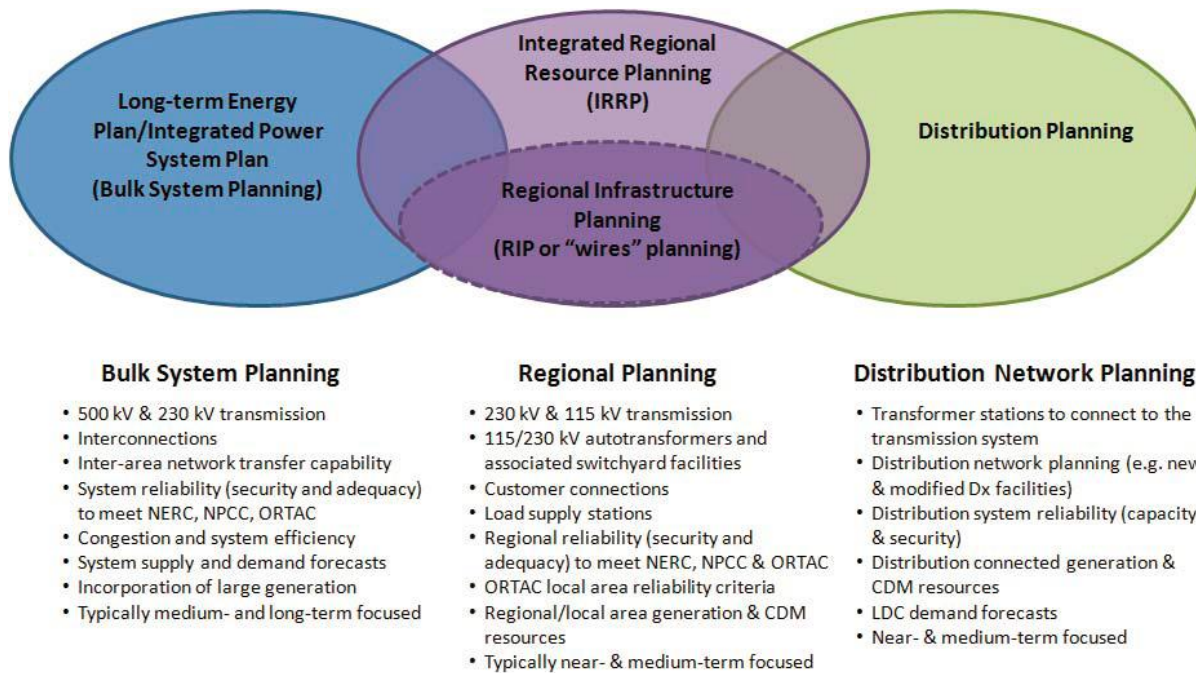 Long-term Energy
Plan/Integrated Power
System Plan
(Bulk System Planning)
Integrated Regional
Resource Planning
(IRRP)
Regional Infrastructure
Planning
(RIP or “wires” planning)
Distribution Planning
Bulk System Planning
• 500 kV & 230 kV transmission
• Interconnections
• Inter-area network transfer capability
• System reliability (security and adequacy)
to meet NERC, NPCC, ORTAC
• Congestion and system efficiency
• System supply and demand forecasts
• Incorporation of large generation
• Typically medium- and long-term focused
Regional Planning
• 230 kV & 115 kV transmission
• 115/230 kV autotransformers and
associated switchyard facilities
• Customer connections
• Load supply stations
• Regional reliability (security and
adequacy) to meet NERC, NPCC & ORTAC
• ORTAC local area reliability criteria
• Regional/local area generation & CDM
resources
• Typically near- & medium-term focused
Distribution Network Planning
• Transformer stations to connect to the
transmission system
• Distribution network planning (e.g. new
& modified Dx facilities)
• Distribution system reliability (capacity
& security)
• Distribution connected generation &
CDM resources
• LDC demand forecasts
• Near- & medium-term focused